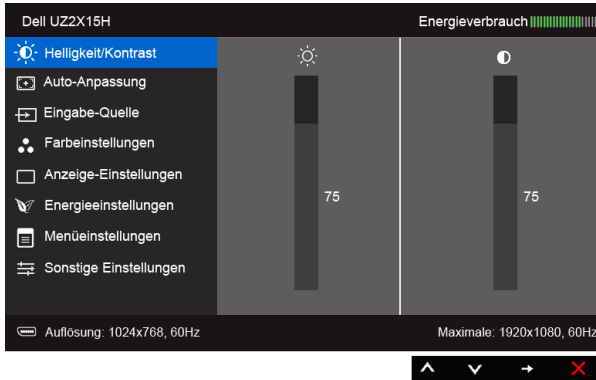 Dell UZ2X15H Energieverbrauch
Helligkeit/Kontrast
Auto-Anpassung
Eingabe-Quelle
Farbeinstellungen
Anzeige-Einstellungen
Energieeinstellungen
Menüeinstellungen
Sonstige Einstellungen
75 75
Auflösung: 1024x768, 60Hz Maximale: 1920x1080, 60Hz